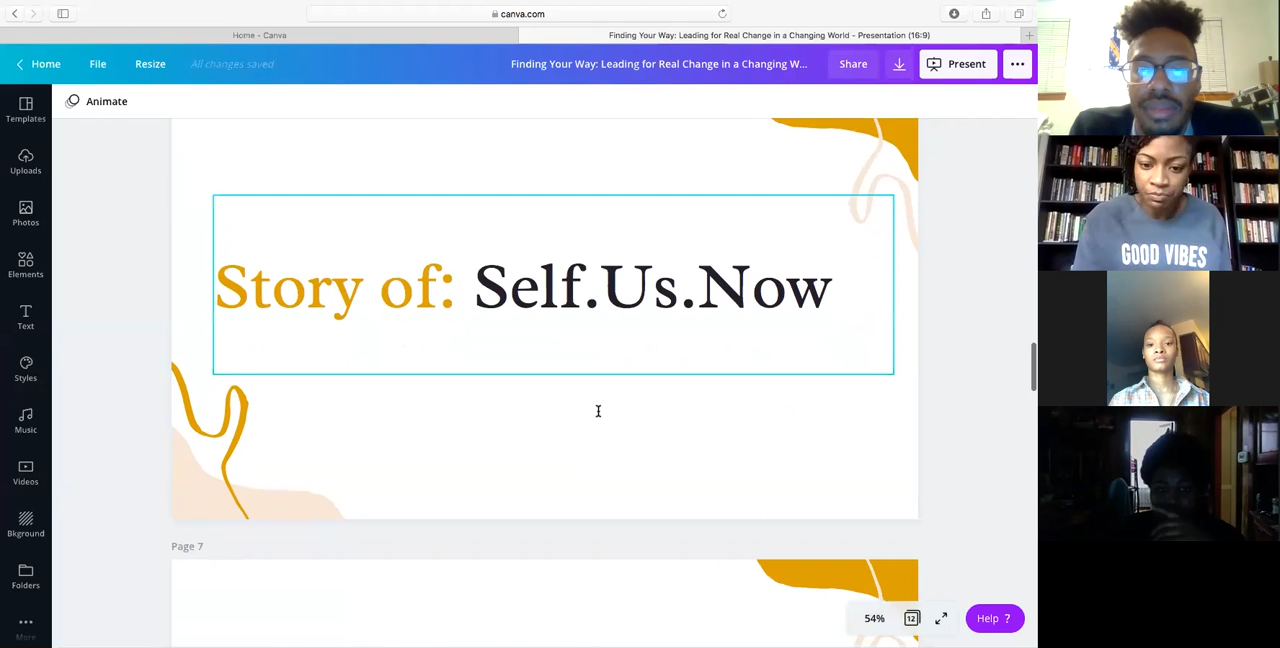 canva.com
Home - Canva
Finding Your Way: Leading for Real Change in a Changing World - Presentation (16:9)
Home
File
Resize
All changes saved
Finding Your Way: Leading for Real Change in a Changing W...
Share
Present
Animate
Templates
Uploads
Photos
Elements
Text
Styles
Music
Videos
Bkground
Folders
More
Story of: Self.Us.Now
Page 7
54%
12
Help ?
GOOD VIBES